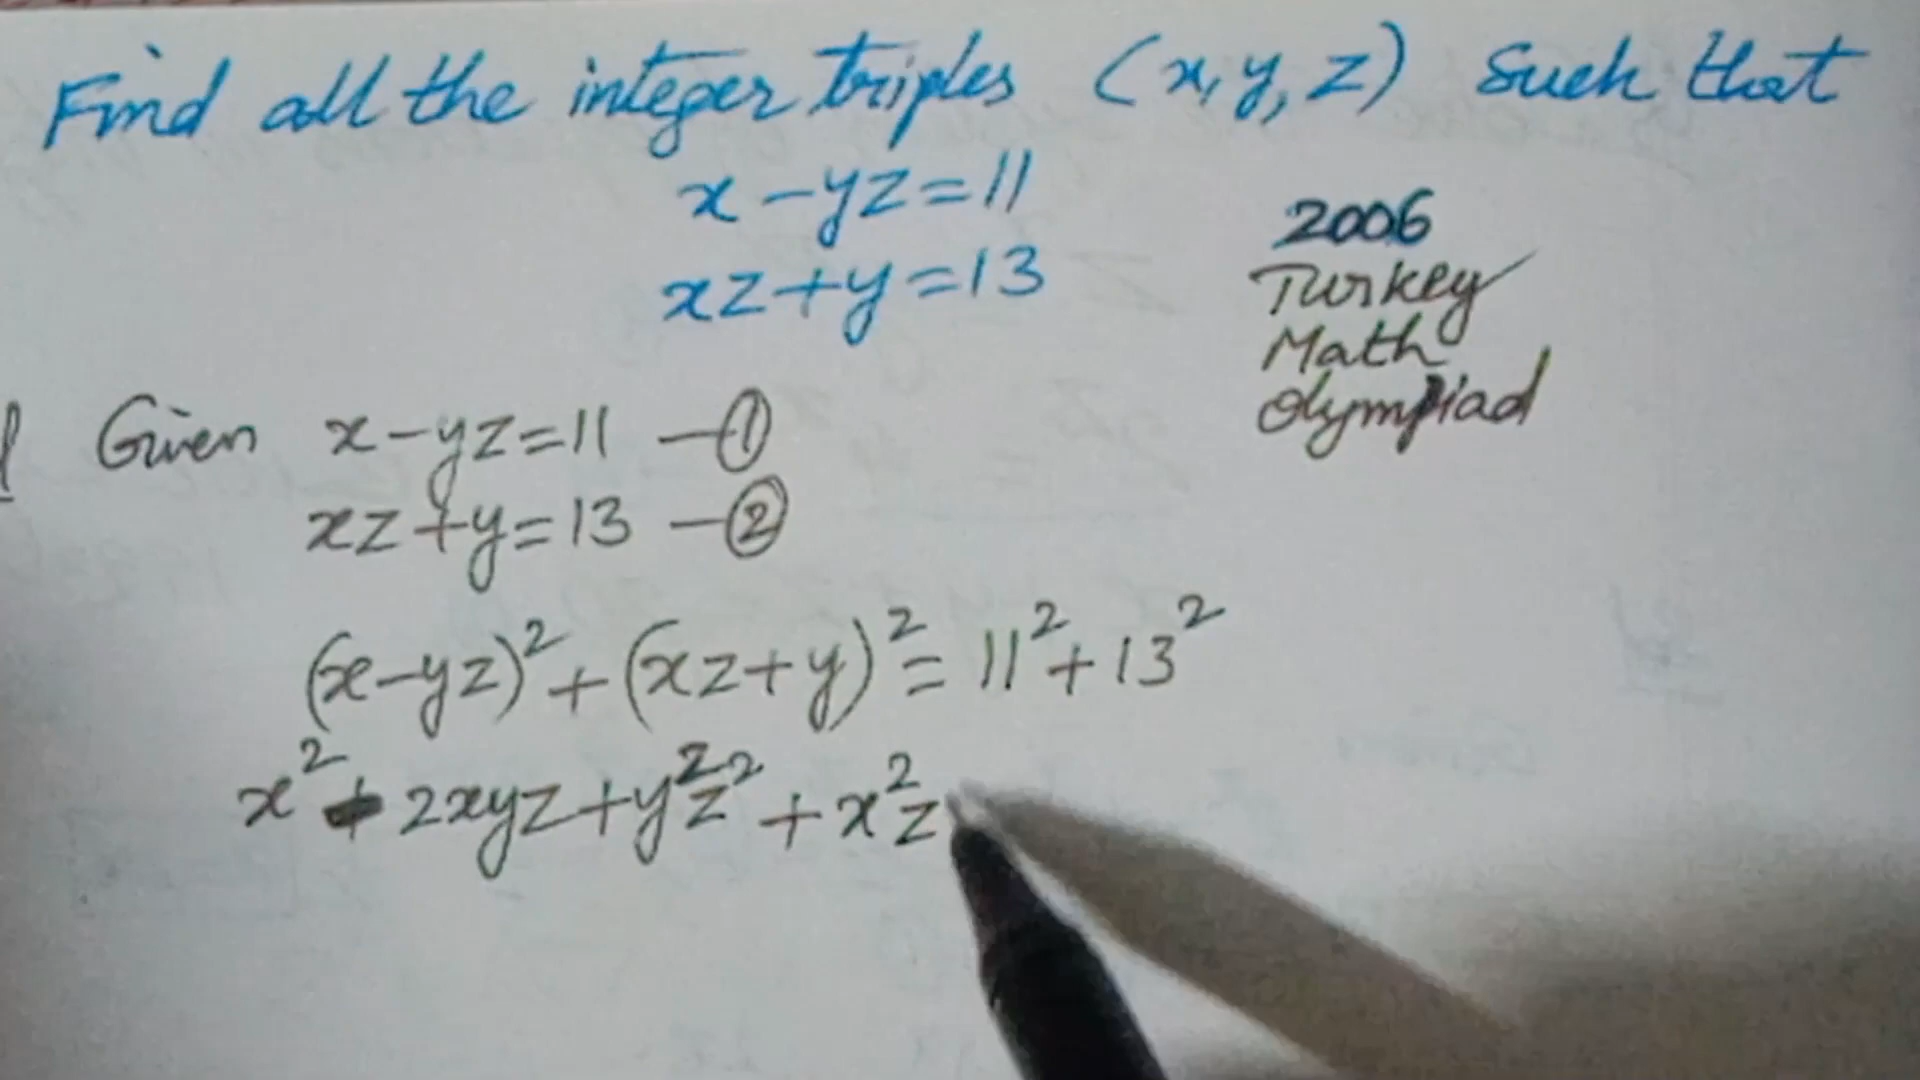 Find all the integer triples (x, y, z) such that
x - yz = 11
xz + y = 13
2006
Turkey
Math
Olympiad
Given x - yz = 11 — ①
xz + y = 13 — ②
(x - yz)² + (xz + y)² = 11² + 13²
x² - 2xyz + y²z² + x²z